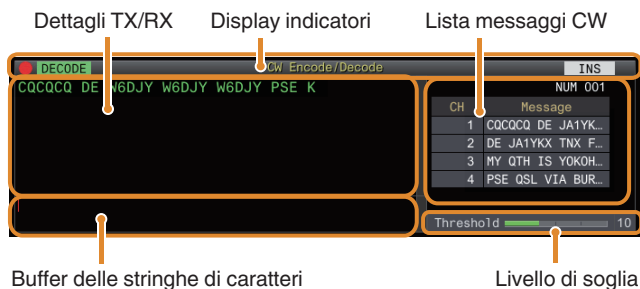 Dettagli TX/RX Display indicatori Lista messaggi CW
DECODE CW Encode/Decode INS
CQCQCQ DE W6DJY W6DJY W6DJY PSE K
NUM 001
CH Message
1 CQCQCQ DE JA1YK…
2 DE JA1YKX TNX F…
3 MY QTH IS YOKOH…
4 PSE QSL VIA BUR…
Threshold 10
Buffer delle stringhe di caratteri Livello di soglia